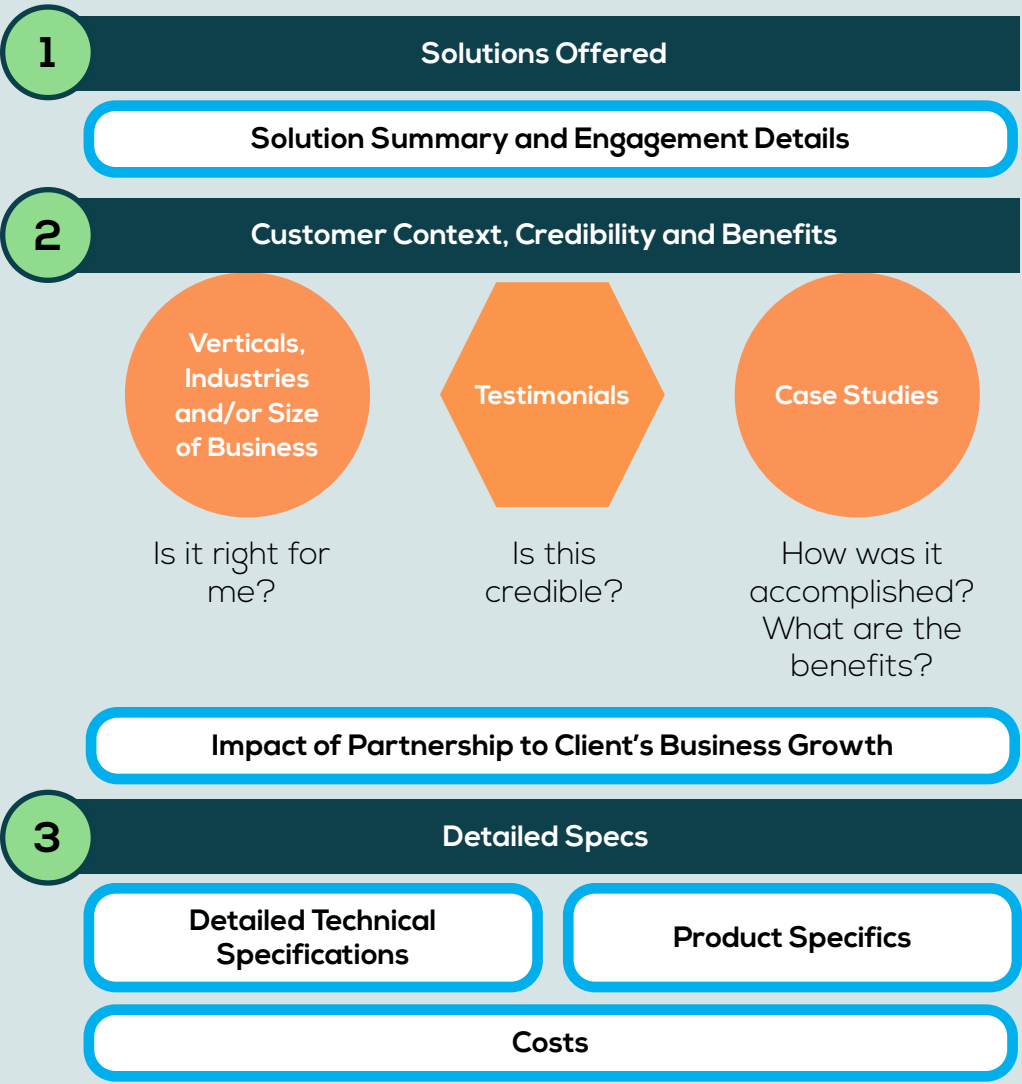 1
Solutions Offered
Solution Summary and Engagement Details
2
Customer Context, Credibility and Benefits
Verticals,
Industries
and/or Size
of Business
Testimonials
Case Studies
Is it right for
me?
Is this
credible?
How was it
accomplished?
What are the
benefits?
Impact of Partnership to Client's Business Growth
3
Detailed Specs
Detailed Technical
Specifications
Product Specifics
Costs